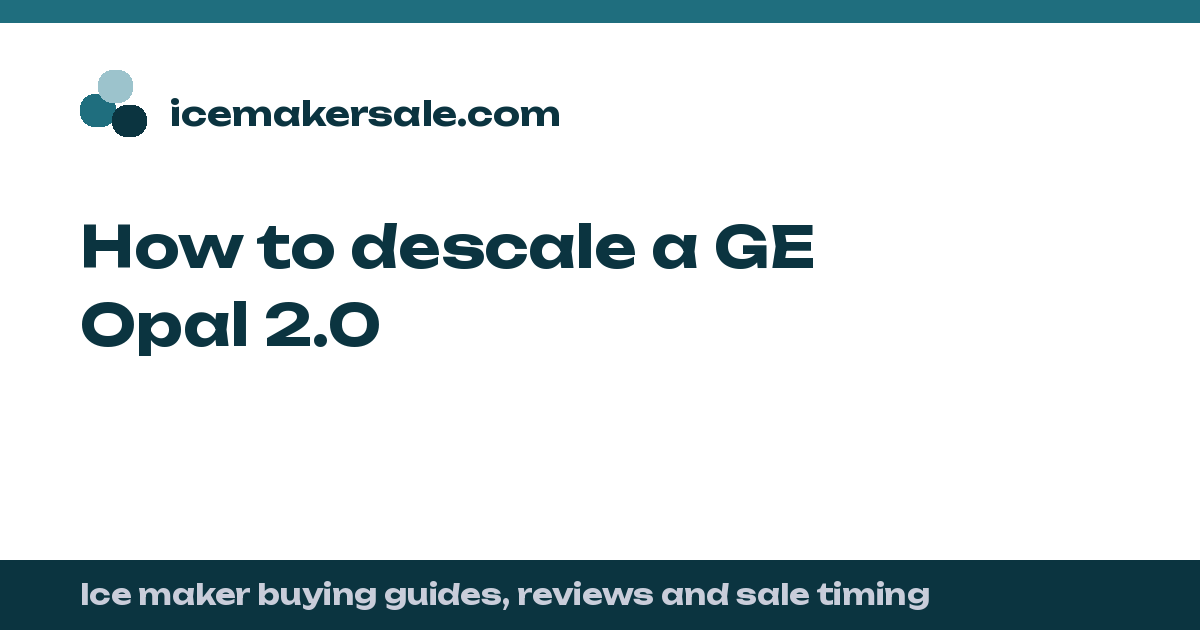 icemakersale.com
How to descale a GE
Opal 2.0
Ice maker buying guides, reviews and sale timing